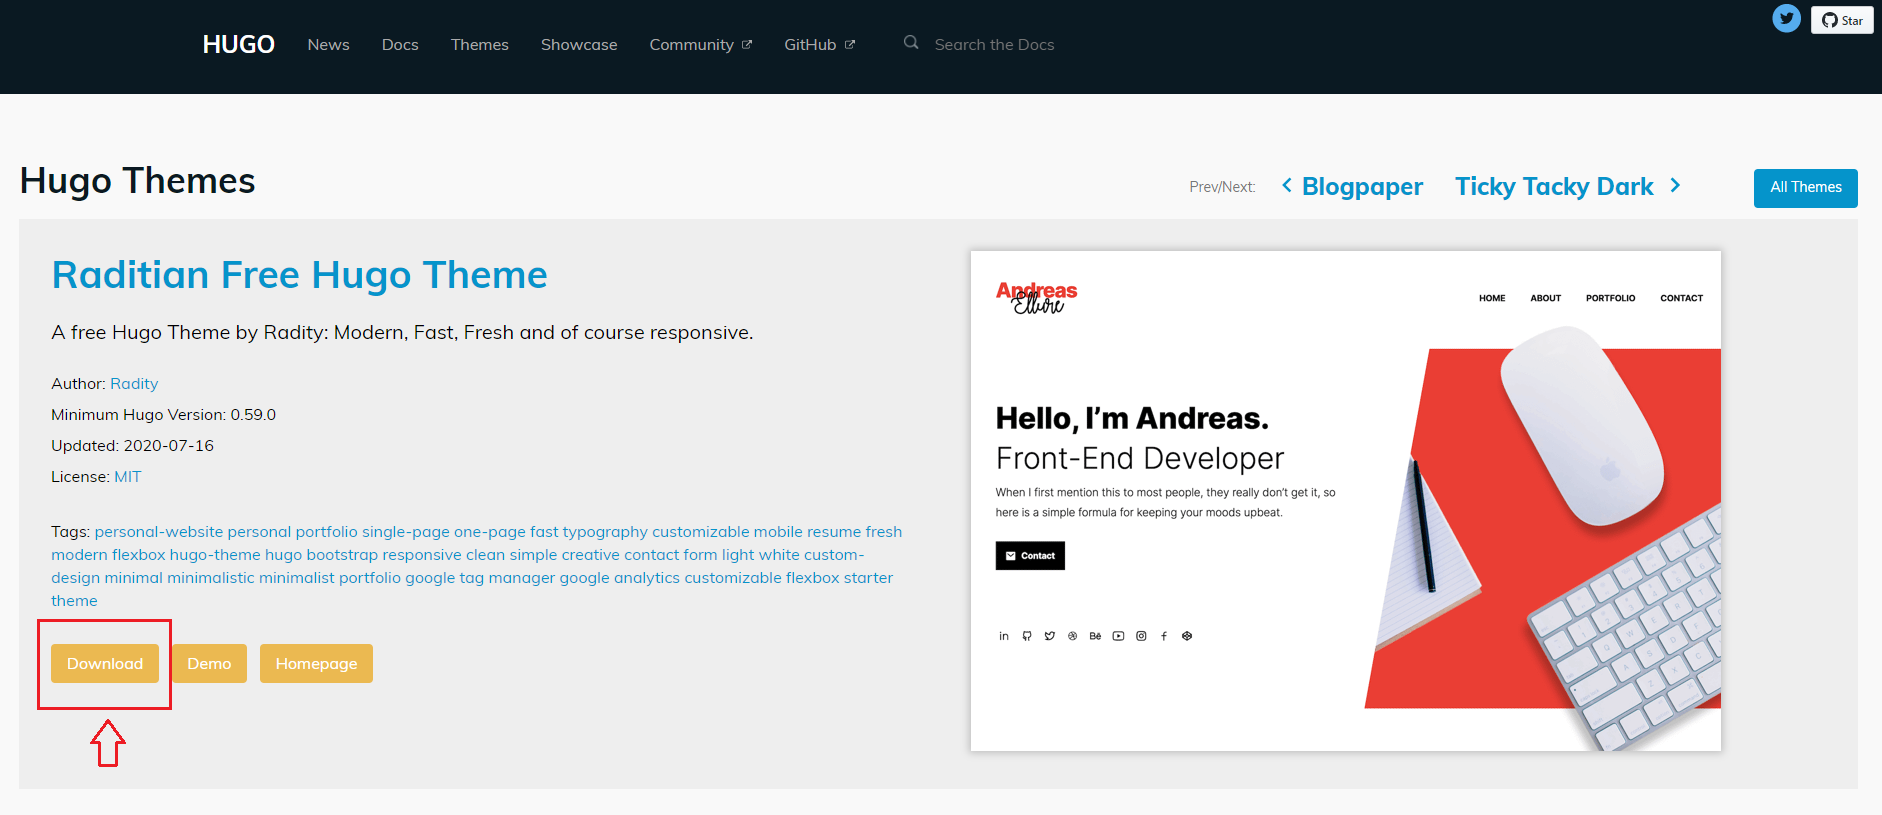 HUGO News Docs Themes Showcase Community GitHub Search the Docs Star
Hugo Themes
Prev/Next: Blogpaper Ticky Tacky Dark All Themes
Raditian Free Hugo Theme
A free Hugo Theme by Radity: Modern, Fast, Fresh and of course responsive.
Author: Radity
Minimum Hugo Version: 0.59.0
Updated: 2020-07-16
License: MIT
Tags: personal-website personal portfolio single-page one-page fast typography customizable mobile resume fresh
modern flexbox hugo-theme hugo bootstrap responsive clean simple creative contact form light white custom-
design minimal minimalistic minimalist portfolio google tag manager google analytics customizable flexbox starter
theme
Download Demo Homepage
Andreas
Ellure
HOME ABOUT PORTFOLIO CONTACT
Hello, I'm Andreas.
Front-End Developer
When I first mention this to most people, they really don't get it, so
here is a simple formula for keeping your moods upbeat.
Contact